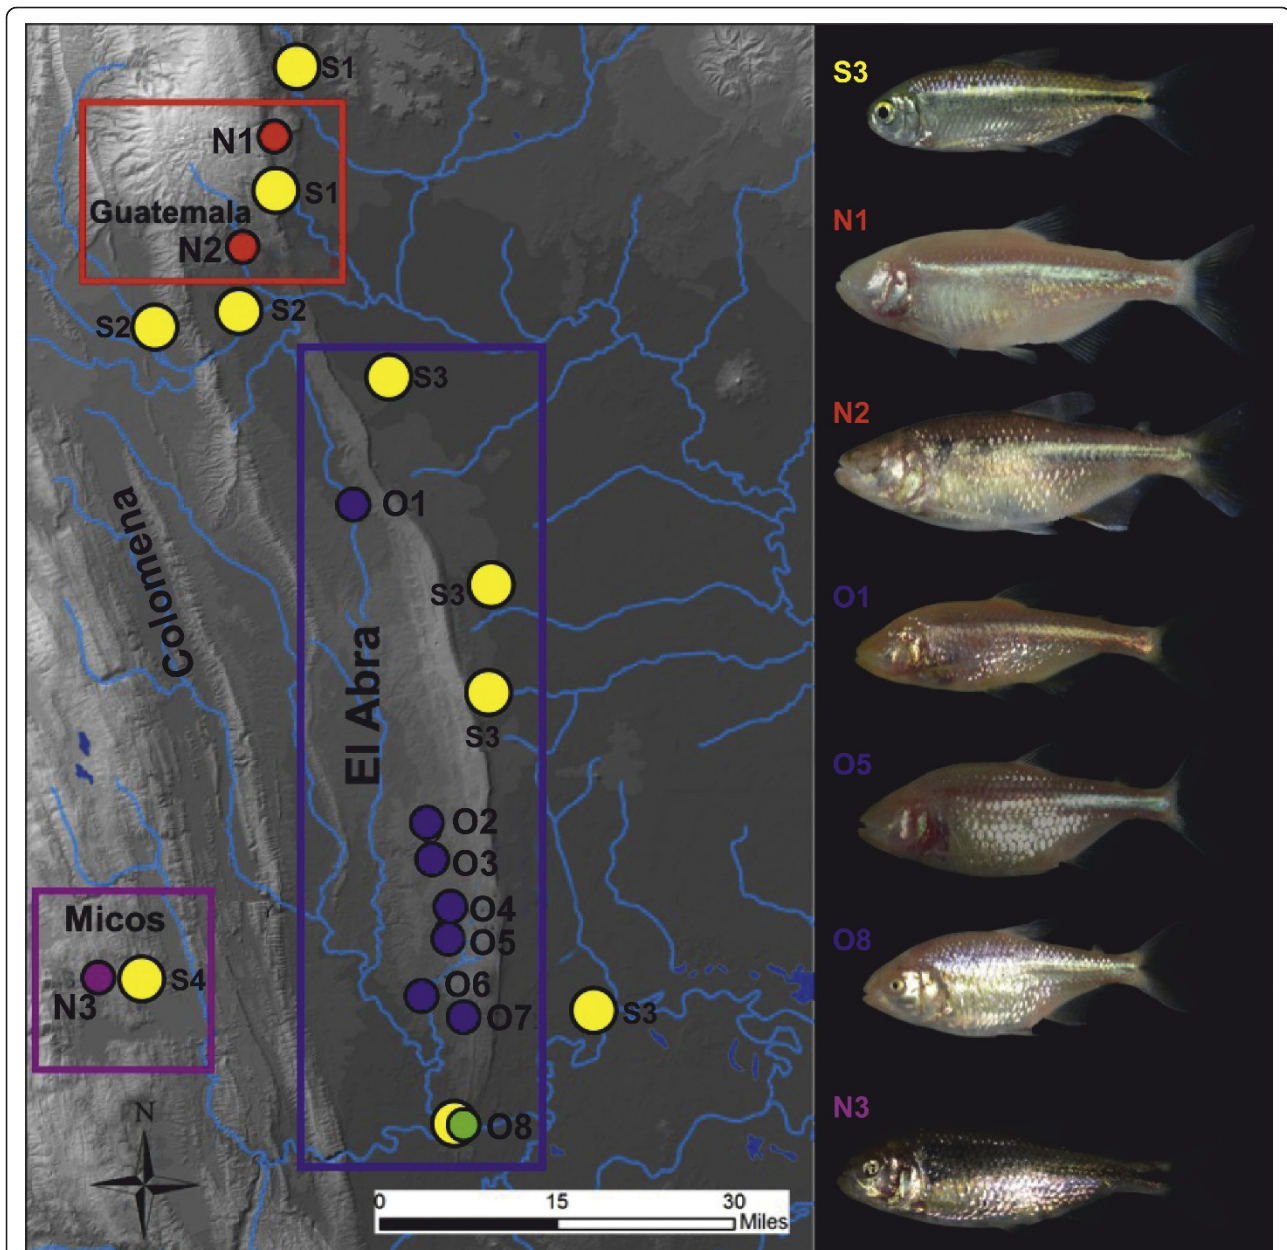 S1
N1
S1
Guatemala
N2
S2
S2
S3
O1
Colomena
S3
El Abra
S3
O2
O3
O4
O5
Micos
S4
N3
O6
O7
S3
O8
N
0 15 30
Miles
S3
N1
N2
O1
O5
O8
N3